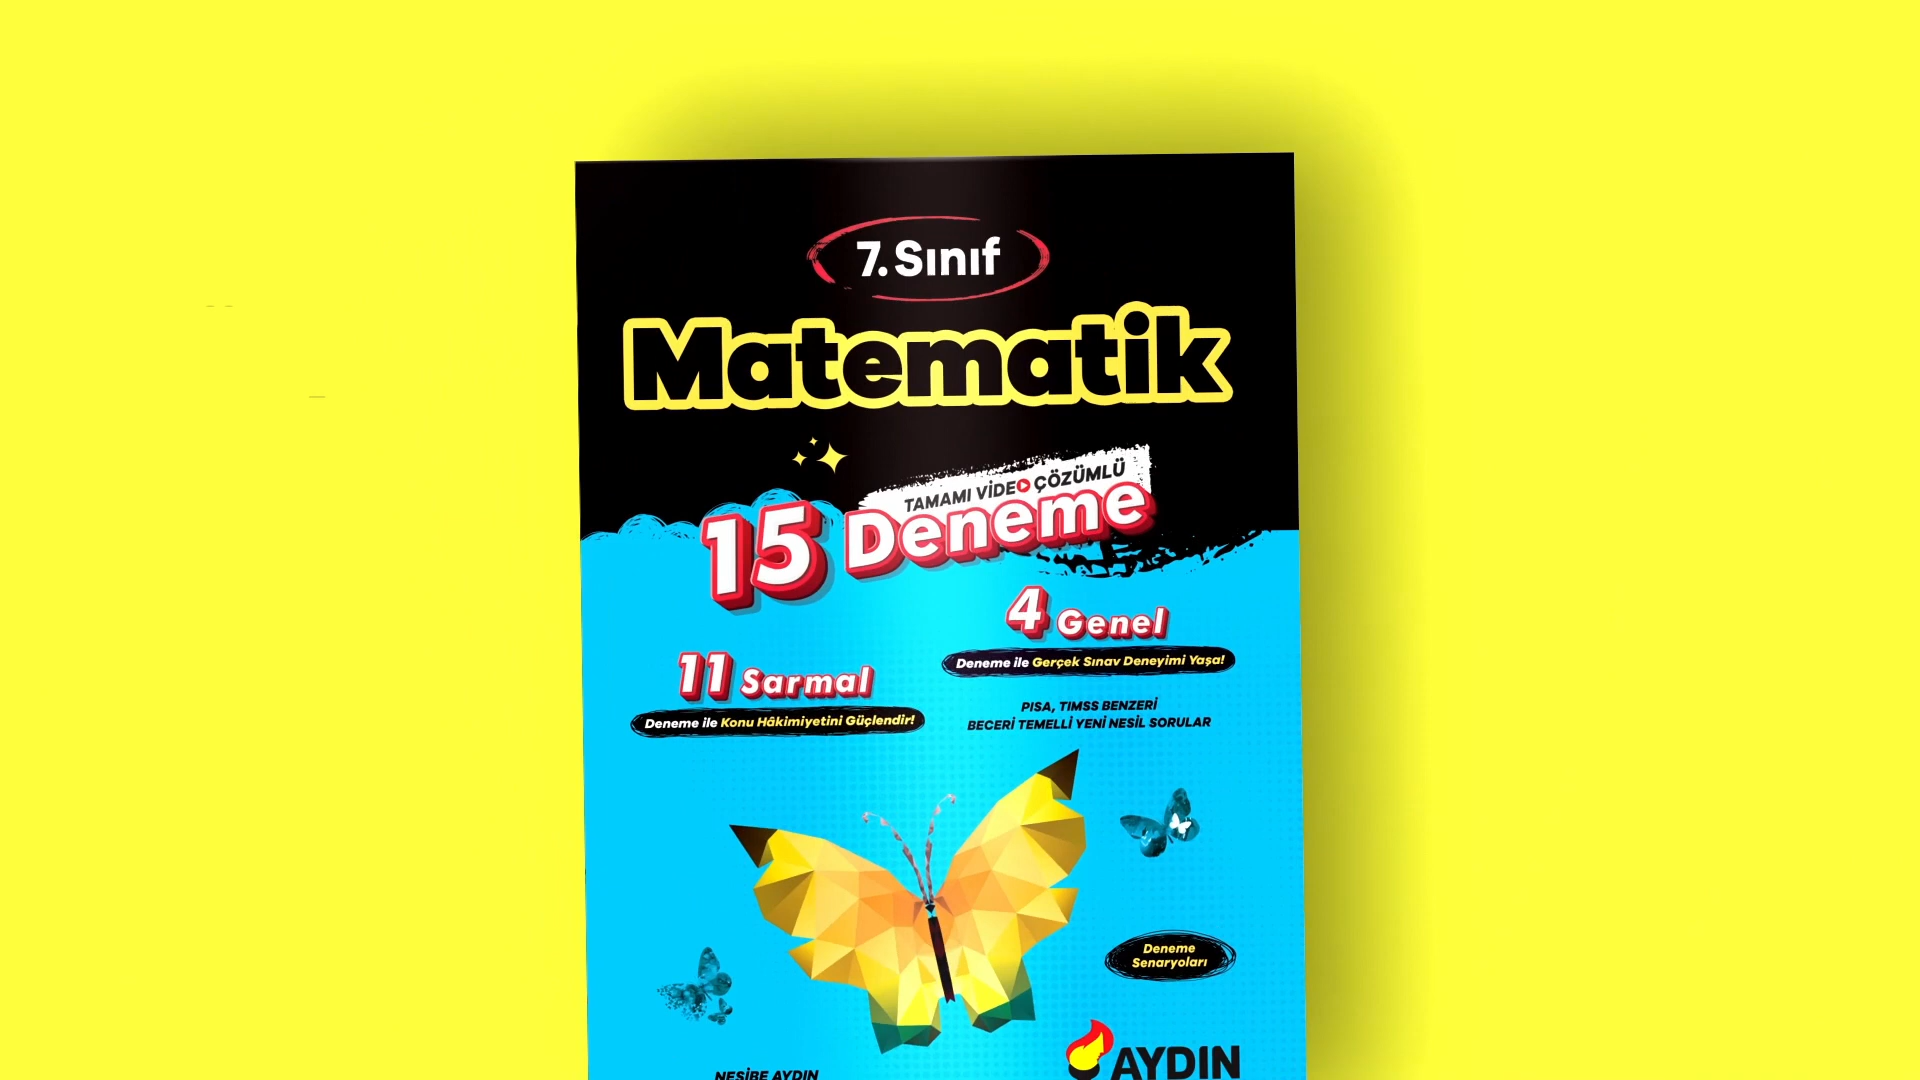 7. Sınıf
Matematik
TAMAMI VİDEO ÇÖZÜMLÜ
15 Deneme
4 Genel
Deneme ile Gerçek Sınav Deneyimi Yaşa!
PISA, TIMSS BENZERİ
BECERİ TEMELLİ YENİ NESİL SORULAR
11 Sarmal
Deneme ile Konu Hâkimiyetini Güçlendir!
Deneme
Senaryoları
AYDIN
NESİBE AYDIN